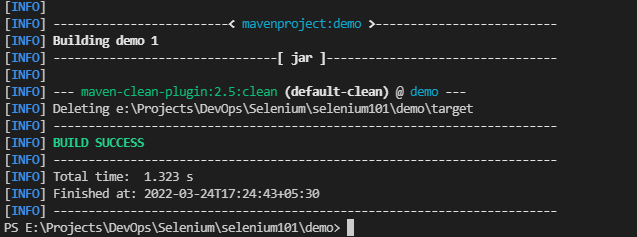 [INFO]
[INFO] -------------------------< mavenproject:demo >--------------------------
[INFO] Building demo 1
[INFO] --------------------------------[ jar ]---------------------------------
[INFO]
[INFO] --- maven-clean-plugin:2.5:clean (default-clean) @ demo ---
[INFO] Deleting e:\Projects\DevOps\Selenium\selenium101\demo\target
[INFO] ------------------------------------------------------------------------
[INFO] BUILD SUCCESS
[INFO] ------------------------------------------------------------------------
[INFO] Total time:  1.323 s
[INFO] Finished at: 2022-03-24T17:24:43+05:30
[INFO] ------------------------------------------------------------------------
PS E:\Projects\DevOps\Selenium\selenium101\demo>